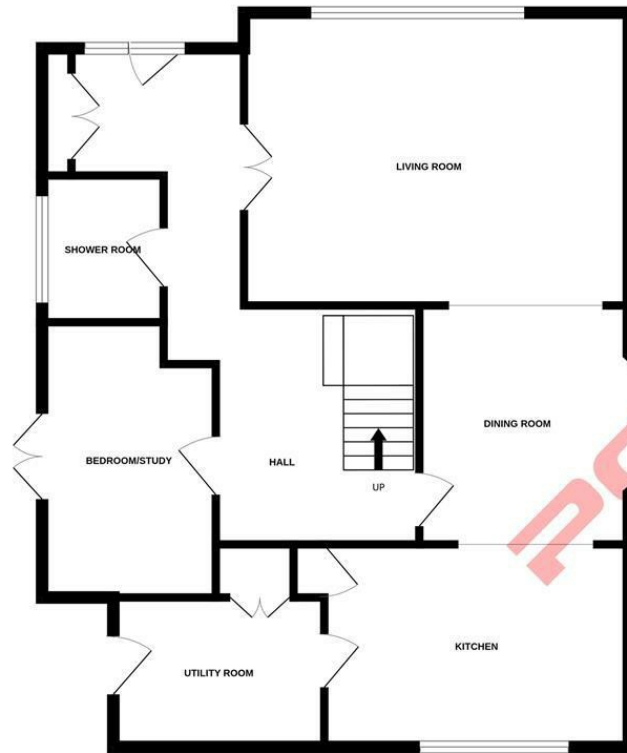 LIVING ROOM
SHOWER ROOM
DINING ROOM
BEDROOM/STUDY
HALL
UP
KITCHEN
UTILITY ROOM